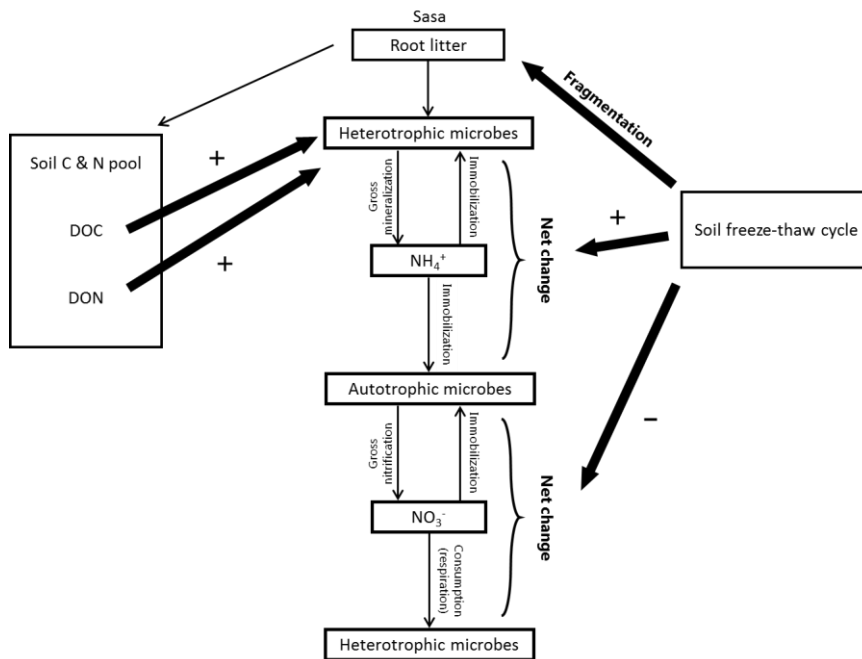 Sasa
Root litter
Fragmentation
Heterotrophic microbes
Soil C & N pool
+
DOC
+
DON
Gross
mineralization
Immobilization
Net change
+
Soil freeze-thaw cycle
NH₄⁺
Immobilization
Autotrophic microbes
−
Gross
nitrification
Immobilization
Net change
NO₃⁻
Consumption
(respiration)
Heterotrophic microbes